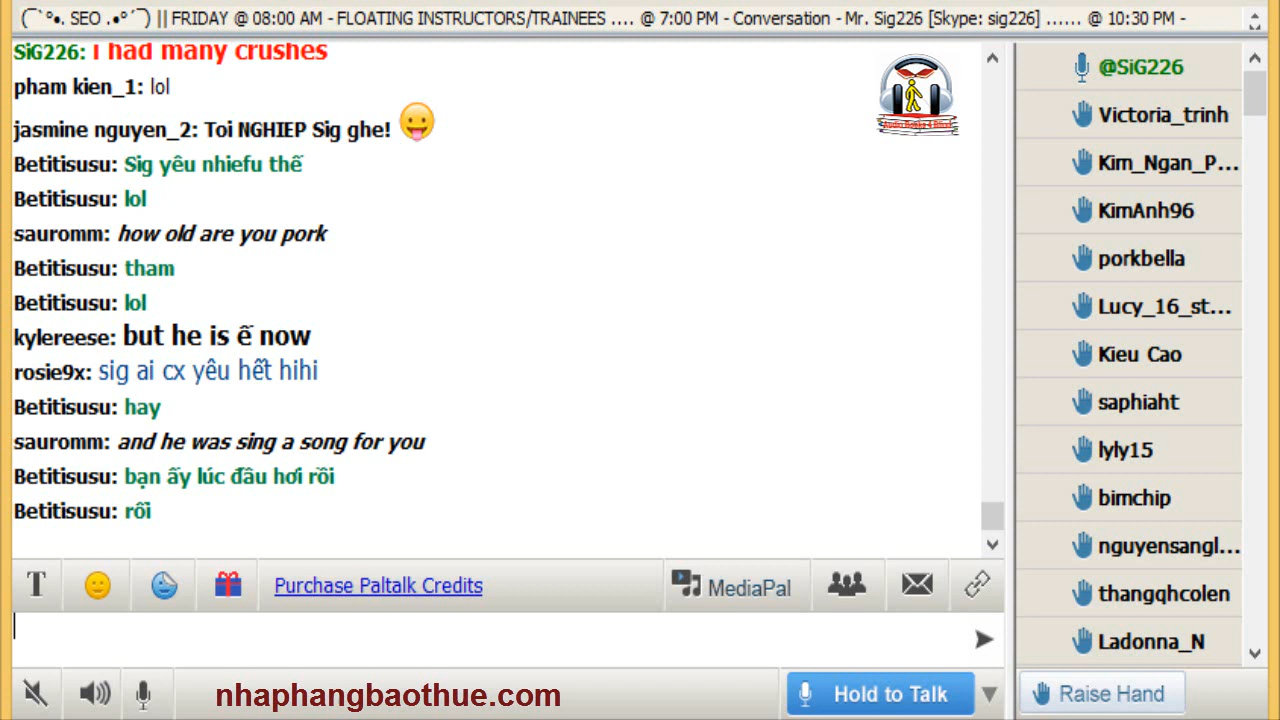 (¯`°•. SEO .•°´¯) || FRIDAY @ 08:00 AM - FLOATING INSTRUCTORS/TRAINEES .... @ 7:00 PM - Conversation - Mr. Sig226 [Skype: sig226] ...... @ 10:30 PM -
SiG226: I had many crushes
pham kien_1: lol
jasmine nguyen_2: Toi NGHIEP Sig ghe!
Betitisusu: Sig yêu nhiefu thế
Betitisusu: lol
sauromm: how old are you pork
Betitisusu: tham
Betitisusu: lol
kylereese: but he is ế now
rosie9x: sig ai cx yêu hết hihi
Betitisusu: hay
sauromm: and he was sing a song for you
Betitisusu: bạn ấy lúc đầu hơi rồi
Betitisusu: rối
@SiG226
Victoria_trinh
Kim_Ngan_P...
KimAnh96
porkbella
Lucy_16_st...
Kieu Cao
saphiaht
lyly15
bimchip
nguyensangl...
thangqhcolen
Ladonna_N
T
Purchase Paltalk Credits
MediaPal
nhaphangbaothue.com
Hold to Talk
Raise Hand